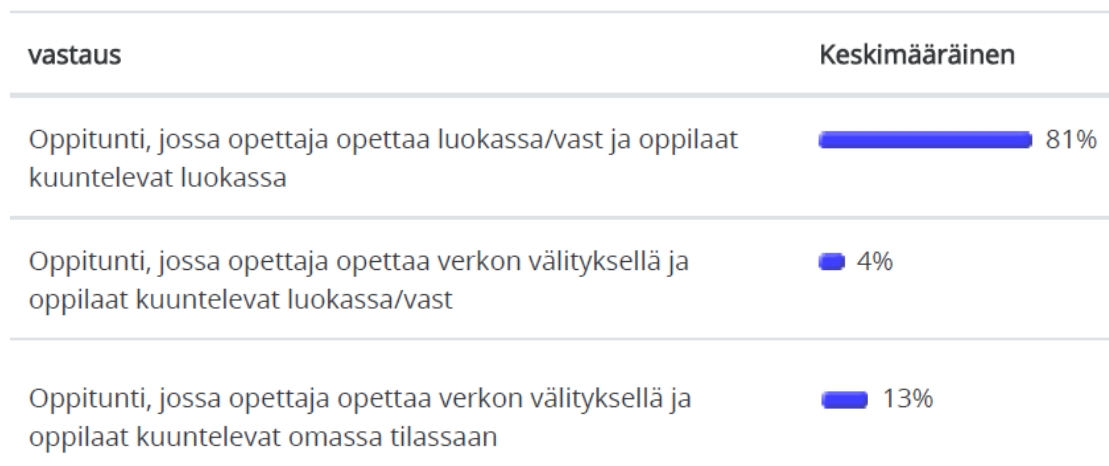 vastaus Keskimääräinen
Oppitunti, jossa opettaja opettaa luokassa/vast ja oppilaat
kuuntelevat luokassa
81%
Oppitunti, jossa opettaja opettaa verkon välityksellä ja
oppilaat kuuntelevat luokassa/vast
4%
Oppitunti, jossa opettaja opettaa verkon välityksellä ja
oppilaat kuuntelevat omassa tilassaan
13%